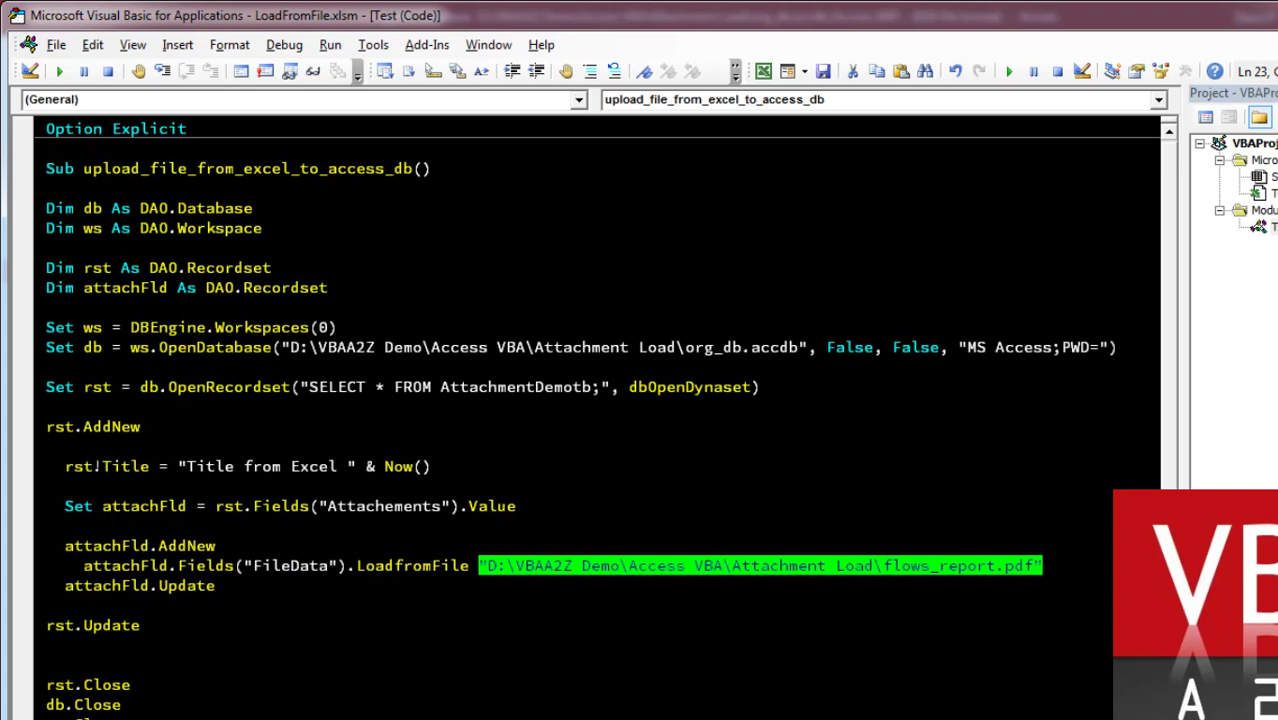 Microsoft Visual Basic for Applications - LoadFromFile.xlsm - [Test (Code)]
File Edit View Insert Format Debug Run Tools Add-Ins Window Help
Ln 23, C
(General) upload_file_from_excel_to_access_db
Project - VBAPro
Option Explicit
VBAProj
Micro
S
T
Modu
T
Sub upload_file_from_excel_to_access_db()
Dim db As DAO.Database
Dim ws As DAO.Workspace
Dim rst As DAO.Recordset
Dim attachFld As DAO.Recordset
Set ws = DBEngine.Workspaces(0)
Set db = ws.OpenDatabase("D:\VBAA2Z Demo\Access VBA\Attachment Load\org_db.accdb", False, False, "MS Access;PWD=")
Set rst = db.OpenRecordset("SELECT * FROM AttachmentDemotb;", dbOpenDynaset)
rst.AddNew
rst!Title = "Title from Excel " & Now()
Set attachFld = rst.Fields("Attachements").Value
attachFld.AddNew
attachFld.Fields("FileData").LoadfromFile "D:\VBAA2Z Demo\Access VBA\Attachment Load\flows_report.pdf"
attachFld.Update
rst.Update
rst.Close
db.Close
VB
A 2